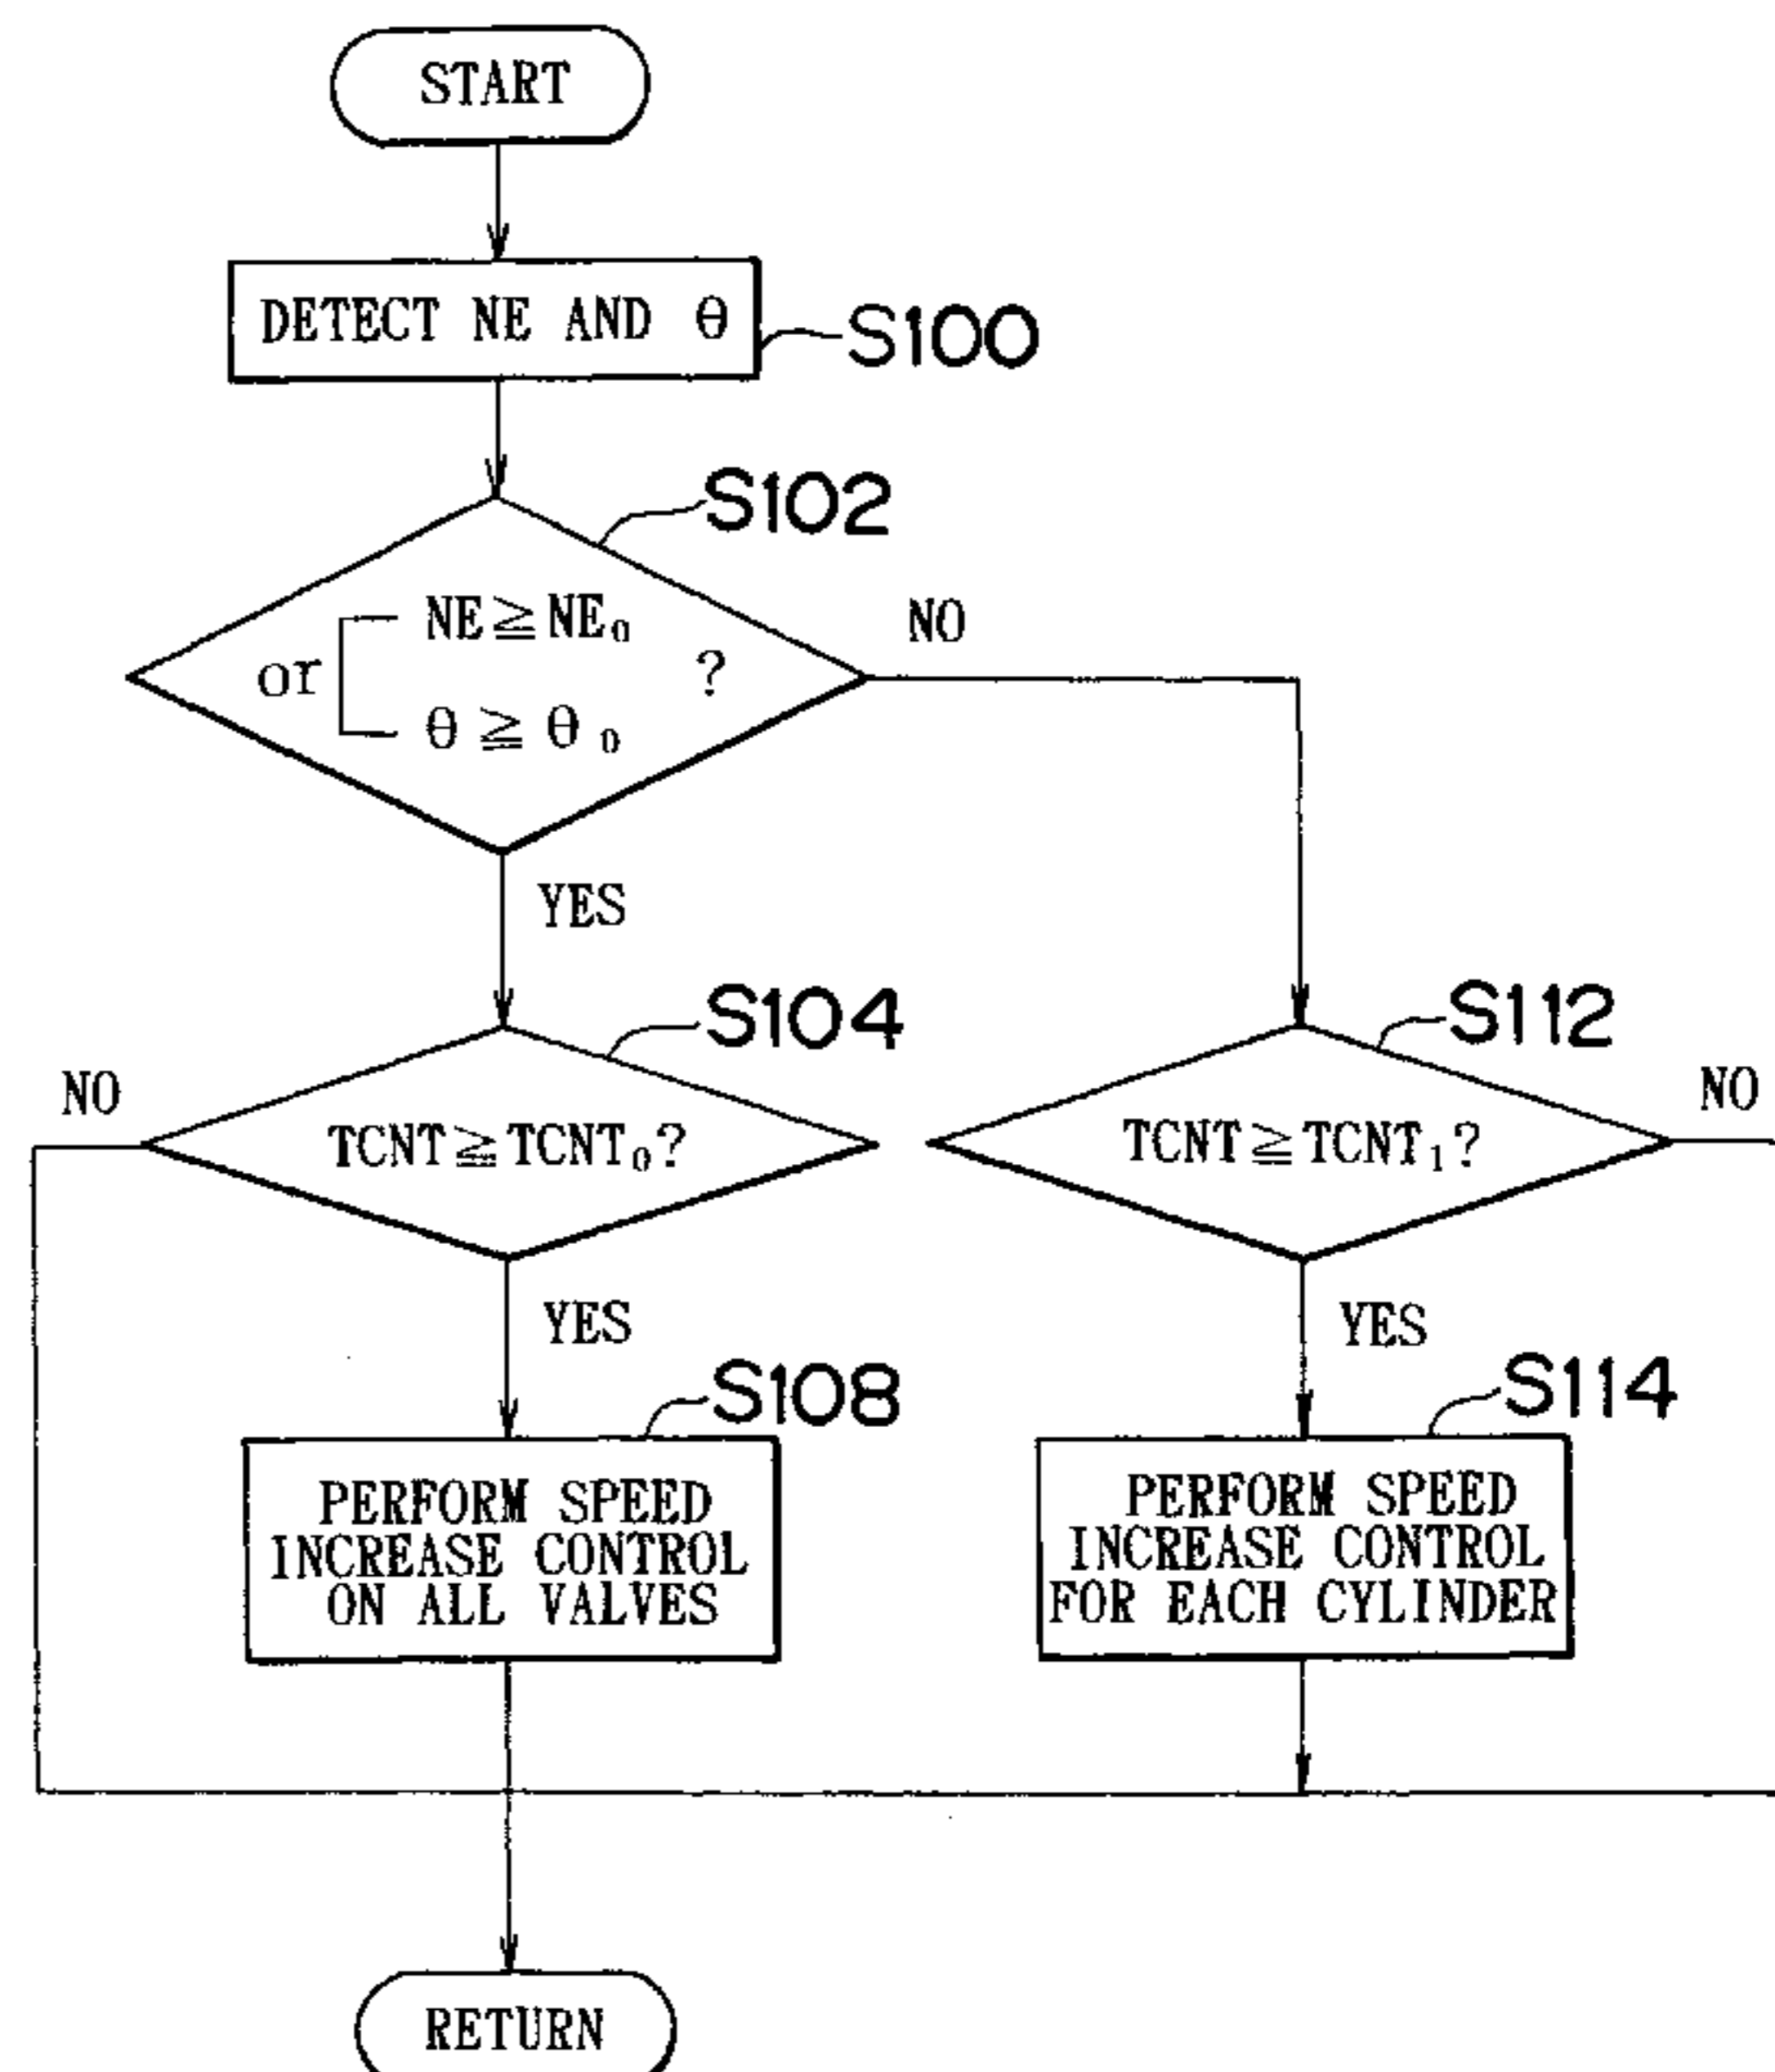 START
DETECT NE AND θ
S100
S102
NE ≧ NE₀
or
?
θ ≧ θ₀
NO
YES
S104
S112
NO
TCNT ≧ TCNT₀?
TCNT ≧ TCNT₁?
NO
YES
YES
S108
S114
PERFORM SPEED
INCREASE CONTROL
ON ALL VALVES
PERFORM SPEED
INCREASE CONTROL
FOR EACH CYLINDER
RETURN